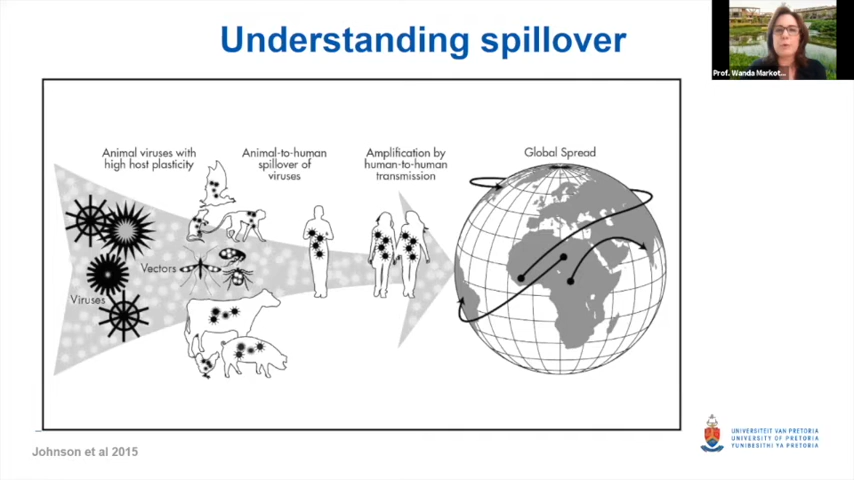 Understanding spillover
Prof. Wanda Markot...
Animal viruses with
high host plasticity
Animal-to-human
spillover of
viruses
Amplification by
human-to-human
transmission
Global Spread
Vectors
Viruses
Johnson et al 2015
UNIVERSITEIT VAN PRETORIA
UNIVERSITY OF PRETORIA
YUNIBESITHI YA PRETORIA